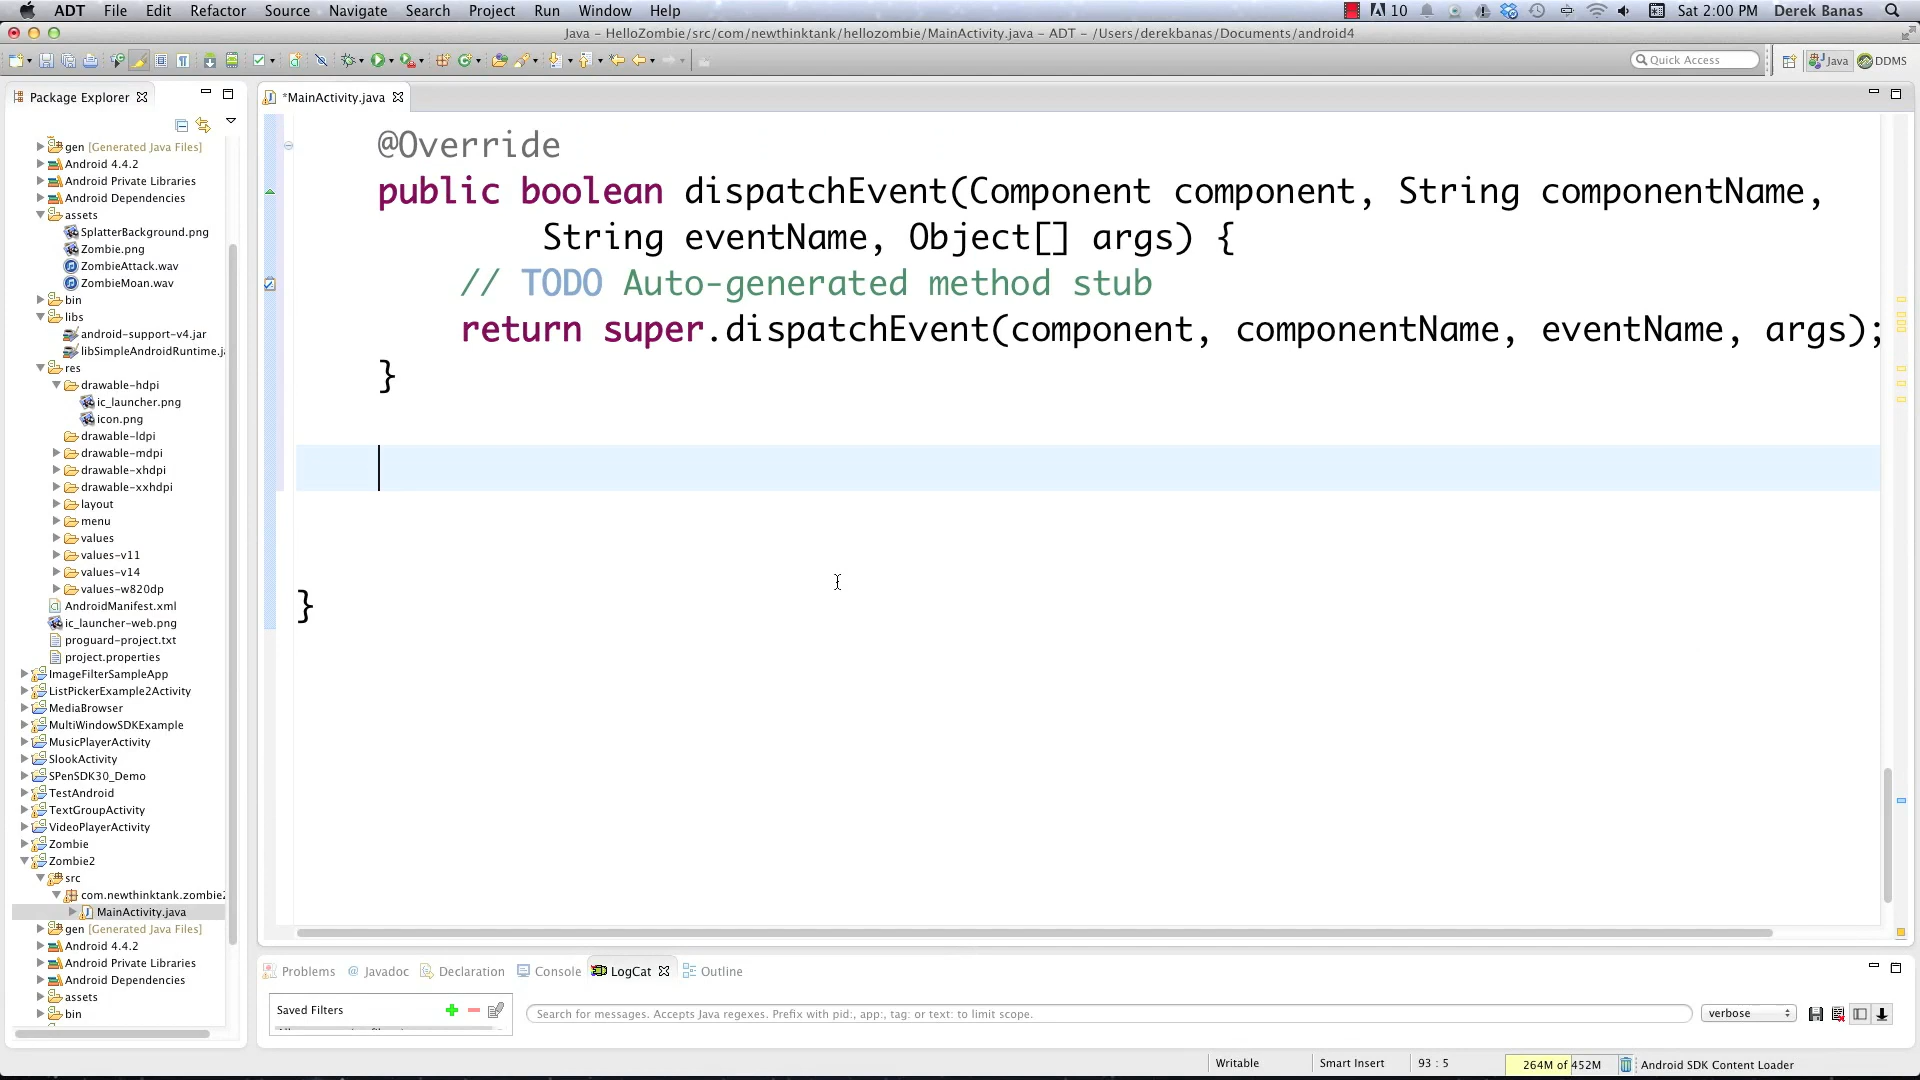 ADT File Edit Refactor Source Navigate Search Project Run Window Help 10 Sat 2:00 PM Derek Banas
Java – HelloZombie/src/com/newthinktank/hellozombie/MainActivity.java – ADT – /Users/derekbanas/Documents/android4
Quick Access Java DDMS
Package Explorer
*MainActivity.java
gen [Generated Java Files]
Android 4.4.2
Android Private Libraries
Android Dependencies
assets
SplatterBackground.png
Zombie.png
ZombieAttack.wav
ZombieMoan.wav
bin
libs
android-support-v4.jar
libSimpleAndroidRuntime.ja
res
drawable-hdpi
ic_launcher.png
icon.png
drawable-ldpi
drawable-mdpi
drawable-xhdpi
drawable-xxhdpi
layout
menu
values
values-v11
values-v14
values-w820dp
AndroidManifest.xml
ic_launcher-web.png
proguard-project.txt
project.properties
ImageFilterSampleApp
ListPickerExample2Activity
MediaBrowser
MultiWindowSDKExample
MusicPlayerActivity
SlookActivity
SPenSDK30_Demo
TestAndroid
TextGroupActivity
VideoPlayerActivity
Zombie
Zombie2
src
com.newthinktank.zombie2
MainActivity.java
gen [Generated Java Files]
Android 4.4.2
Android Private Libraries
Android Dependencies
assets
bin
@Override
public boolean dispatchEvent(Component component, String componentName,
String eventName, Object[] args) {
// TODO Auto-generated method stub
return super.dispatchEvent(component, componentName, eventName, args);
}
}
Problems @ Javadoc Declaration Console LogCat Outline
Saved Filters
Search for messages. Accepts Java regexes. Prefix with pid:, app:, tag: or text: to limit scope.
verbose
Writable Smart Insert 93 : 5 264M of 452M Android SDK Content Loader